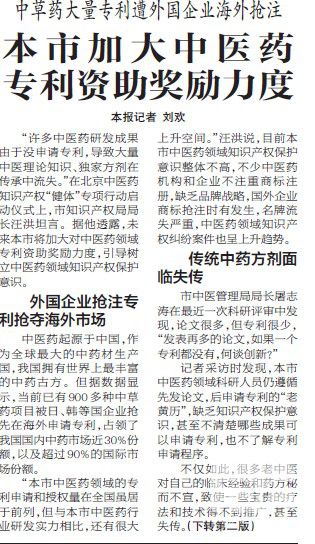 中草药大量专利遭外国企业海外抢注
本市加大中医药
专利资助奖励力度
本报记者 刘欢
“许多中医药研发成果
由于没申请专利，导致大量
中医理论知识、独家方剂在
传承中流失。”在北京中医药
知识产权“健体”专项行动启
动仪式上，市知识产权局局
长汪洪坦言。据他透露，未
来本市将加大对中医药领域
专利资助奖励力度，引导树
立中医药领域知识产权保护
意识。
外国企业抢注专
利抢夺海外市场
中医药起源于中国，作
为全球最大的中药材生产
国，我国拥有世界上最丰富
的中药古方。但据数据显
示，当前已有900多种中草
药项目被日、韩等国企业抢
先在海外申请专利，占领了
我国国内中药市场近30%份
额，以及超过90%的国际市
场份额。
“本市中医药领域的专
利申请和授权量在全国虽居
于前列，但与本市中医药行
业研发实力相比，还有很大
上升空间。”汪洪说，目前本
市中医药领域知识产权保护
意识整体不高，不少中医药
机构和企业不注重商标注
册，缺乏品牌战略，国外企业
商标抢注时有发生，名牌流
失严重，中医药领域知识产
权纠纷案件也呈上升趋势。
传统中药方剂面
临失传
市中医管理局局长屠志
涛在最近一次科研评审中发
现，论文很多，但专利很少，
“发表再多的论文，如果一个
专利都没有，何谈创新？”
记者采访时发现，本市
中医药领域科研人员仍遵循
先发论文，后申请专利的“老
黄历”，缺乏知识产权保护意
识，甚至不清楚哪些成果可
以申请专利，也不了解专利
申请程序。
不仅如此，很多老中医
对自己的临床经验和药方秘
而不宣，致使一些宝贵的疗
法和技术得不到推广，甚至
失传。(下转第二版)